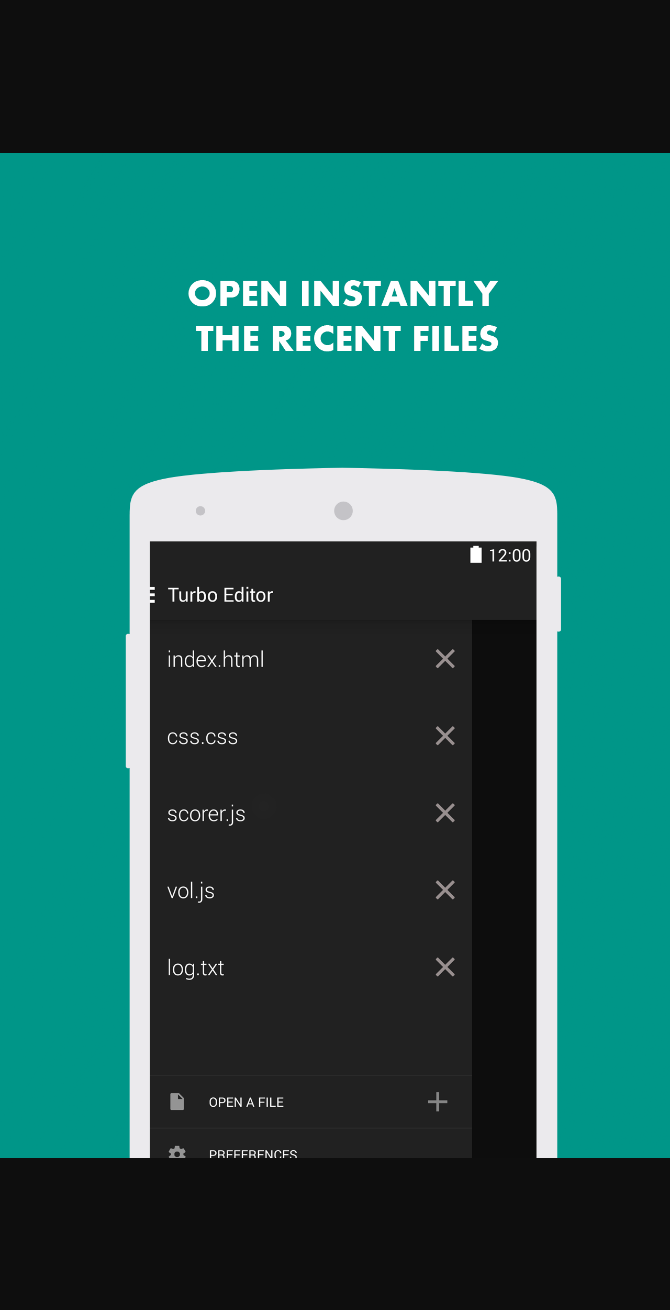 OPEN INSTANTLY
THE RECENT FILES
12:00
Turbo Editor
index.html
css.css
scorer.js
vol.js
log.txt
OPEN A FILE
PREFERENCES